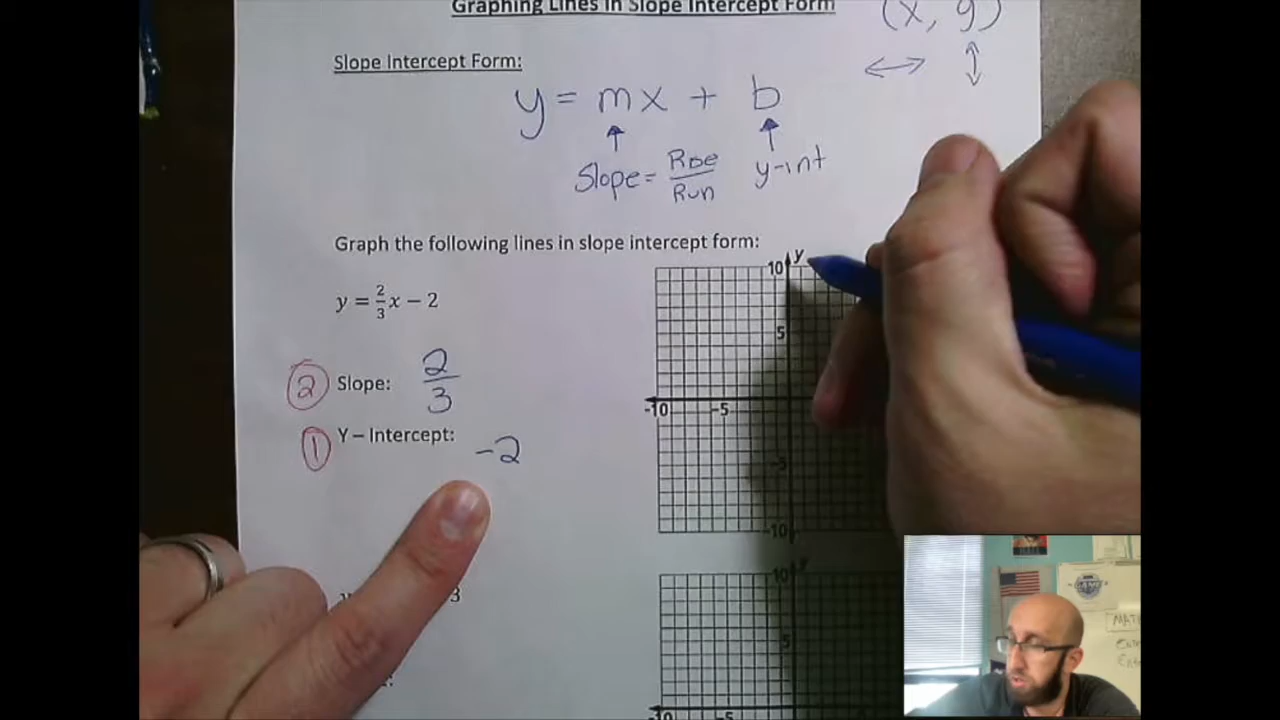 Graphing Lines in Slope Intercept Form
(x, y)
Slope Intercept Form:
y = mx + b
Slope = Rise/Run y-int
Graph the following lines in slope intercept form:
y
10
y = 2/3 x − 2
5
2 Slope: 2/3
-10 -5
1 Y – Intercept: -2
-5
-10
10 y
3
5
-10 -5
MATH